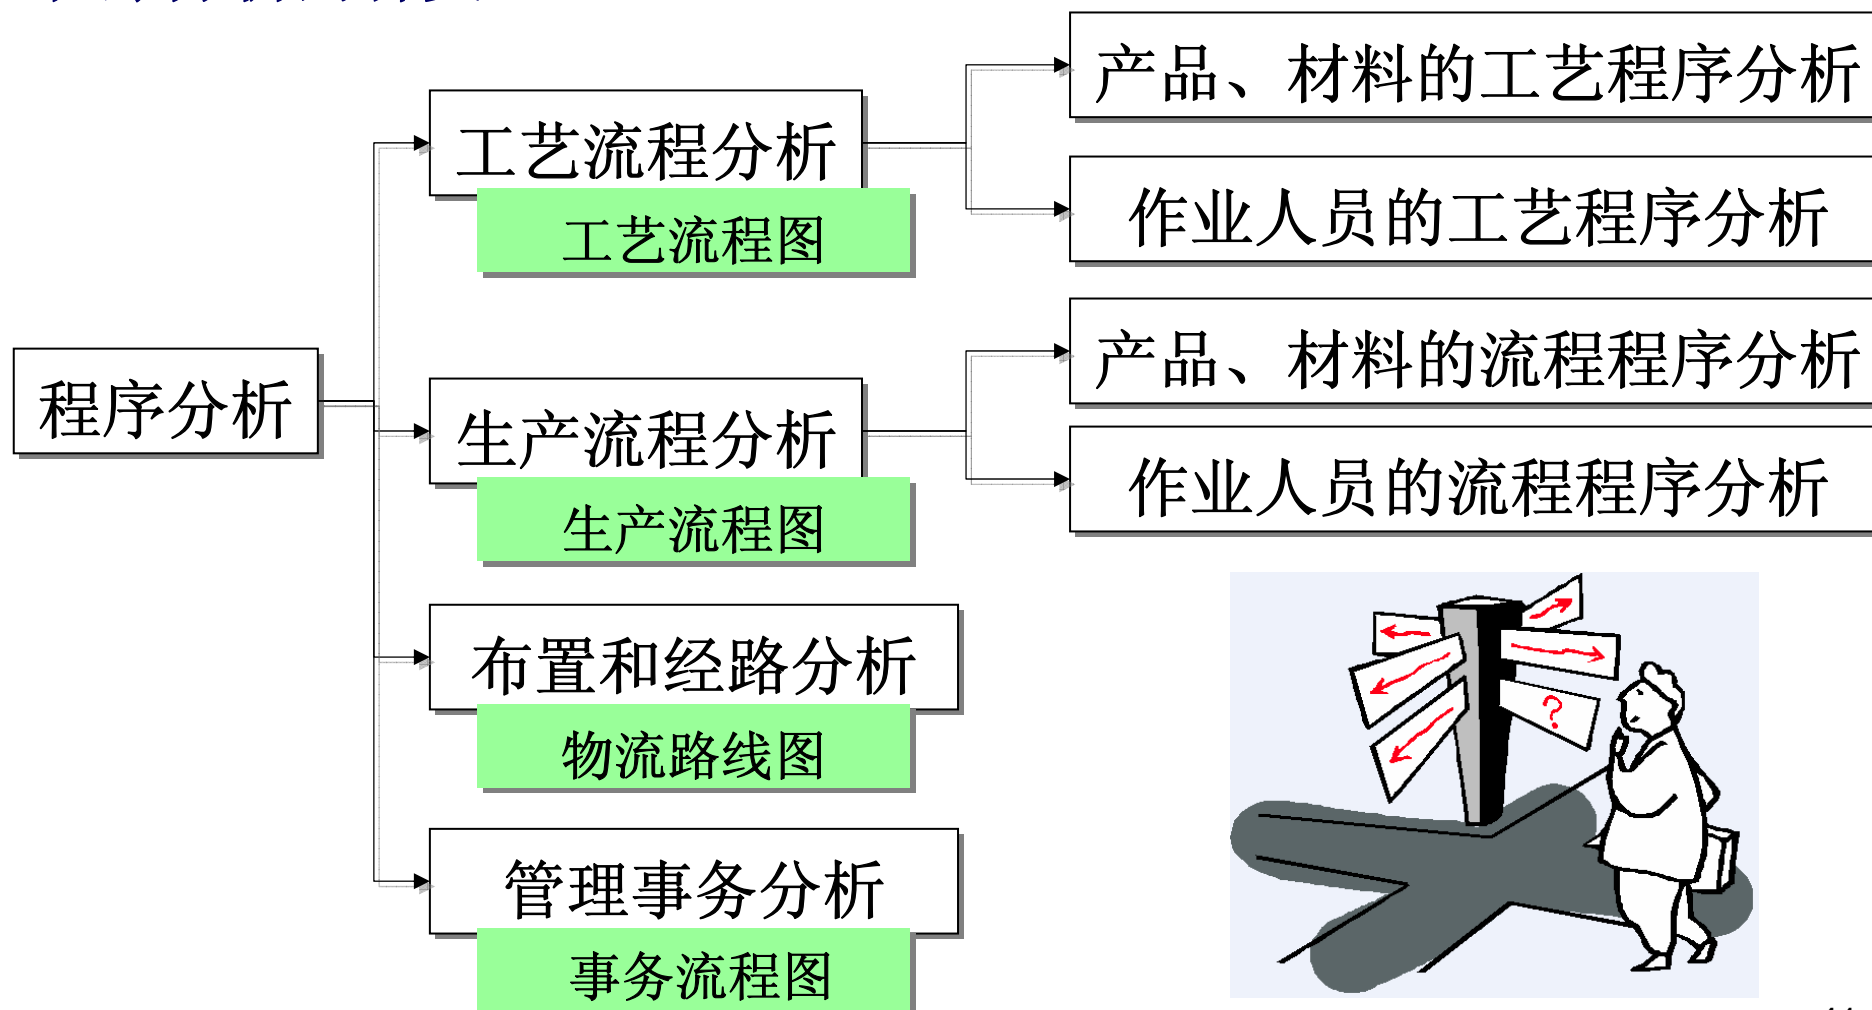 产品、材料的工艺程序分析
工艺流程分析
作业人员的工艺程序分析
工艺流程图
产品、材料的流程程序分析
程序分析
生产流程分析
作业人员的流程程序分析
生产流程图
布置和经路分析
物流路线图
?
管理事务分析
事务流程图